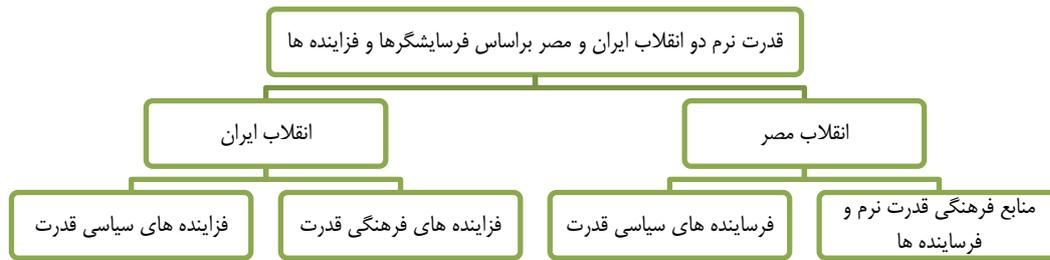 قدرت نرم دو انقلاب ایران و مصر براساس فرسایشگرها و فزاینده ها
انقلاب مصر
انقلاب ایران
منابع فرهنگی قدرت نرم و
فرساینده ها
فرساینده های سیاسی قدرت
فزاینده های فرهنگی قدرت
فزاینده های سیاسی قدرت